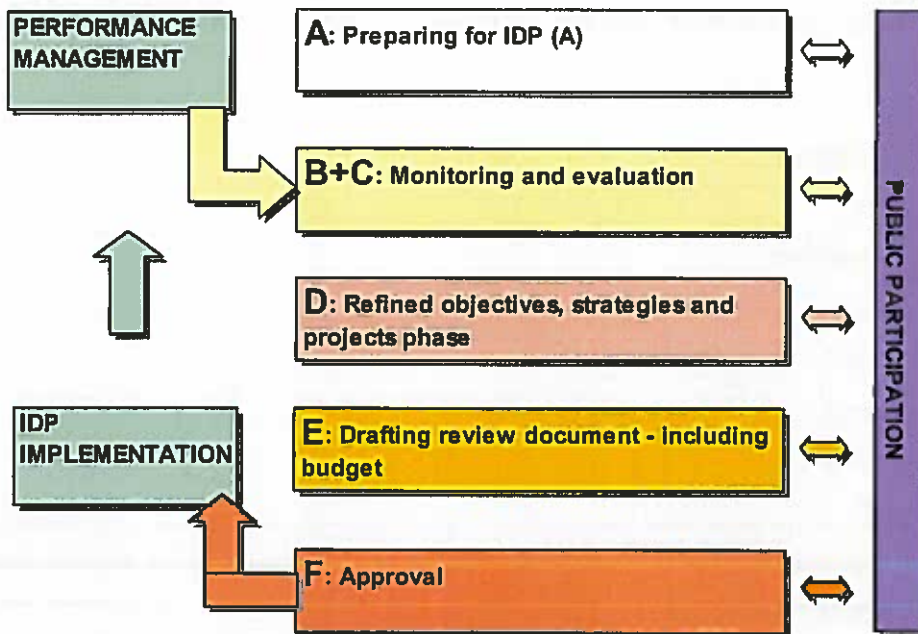 PERFORMANCE
MANAGEMENT
A: Preparing for IDP (A)
B+C: Monitoring and evaluation
D: Refined objectives, strategies and
projects phase
IDP
IMPLEMENTATION
E: Drafting review document - including
budget
F: Approval
PUBLIC PARTICIPATION